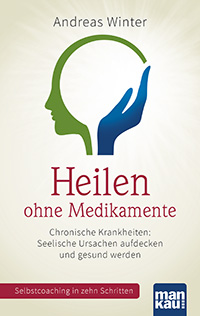 Andreas Winter
Heilen
ohne Medikamente
Chronische Krankheiten:
Seelische Ursachen aufdecken
und gesund werden
Selbstcoaching in zehn Schritten
man
kau